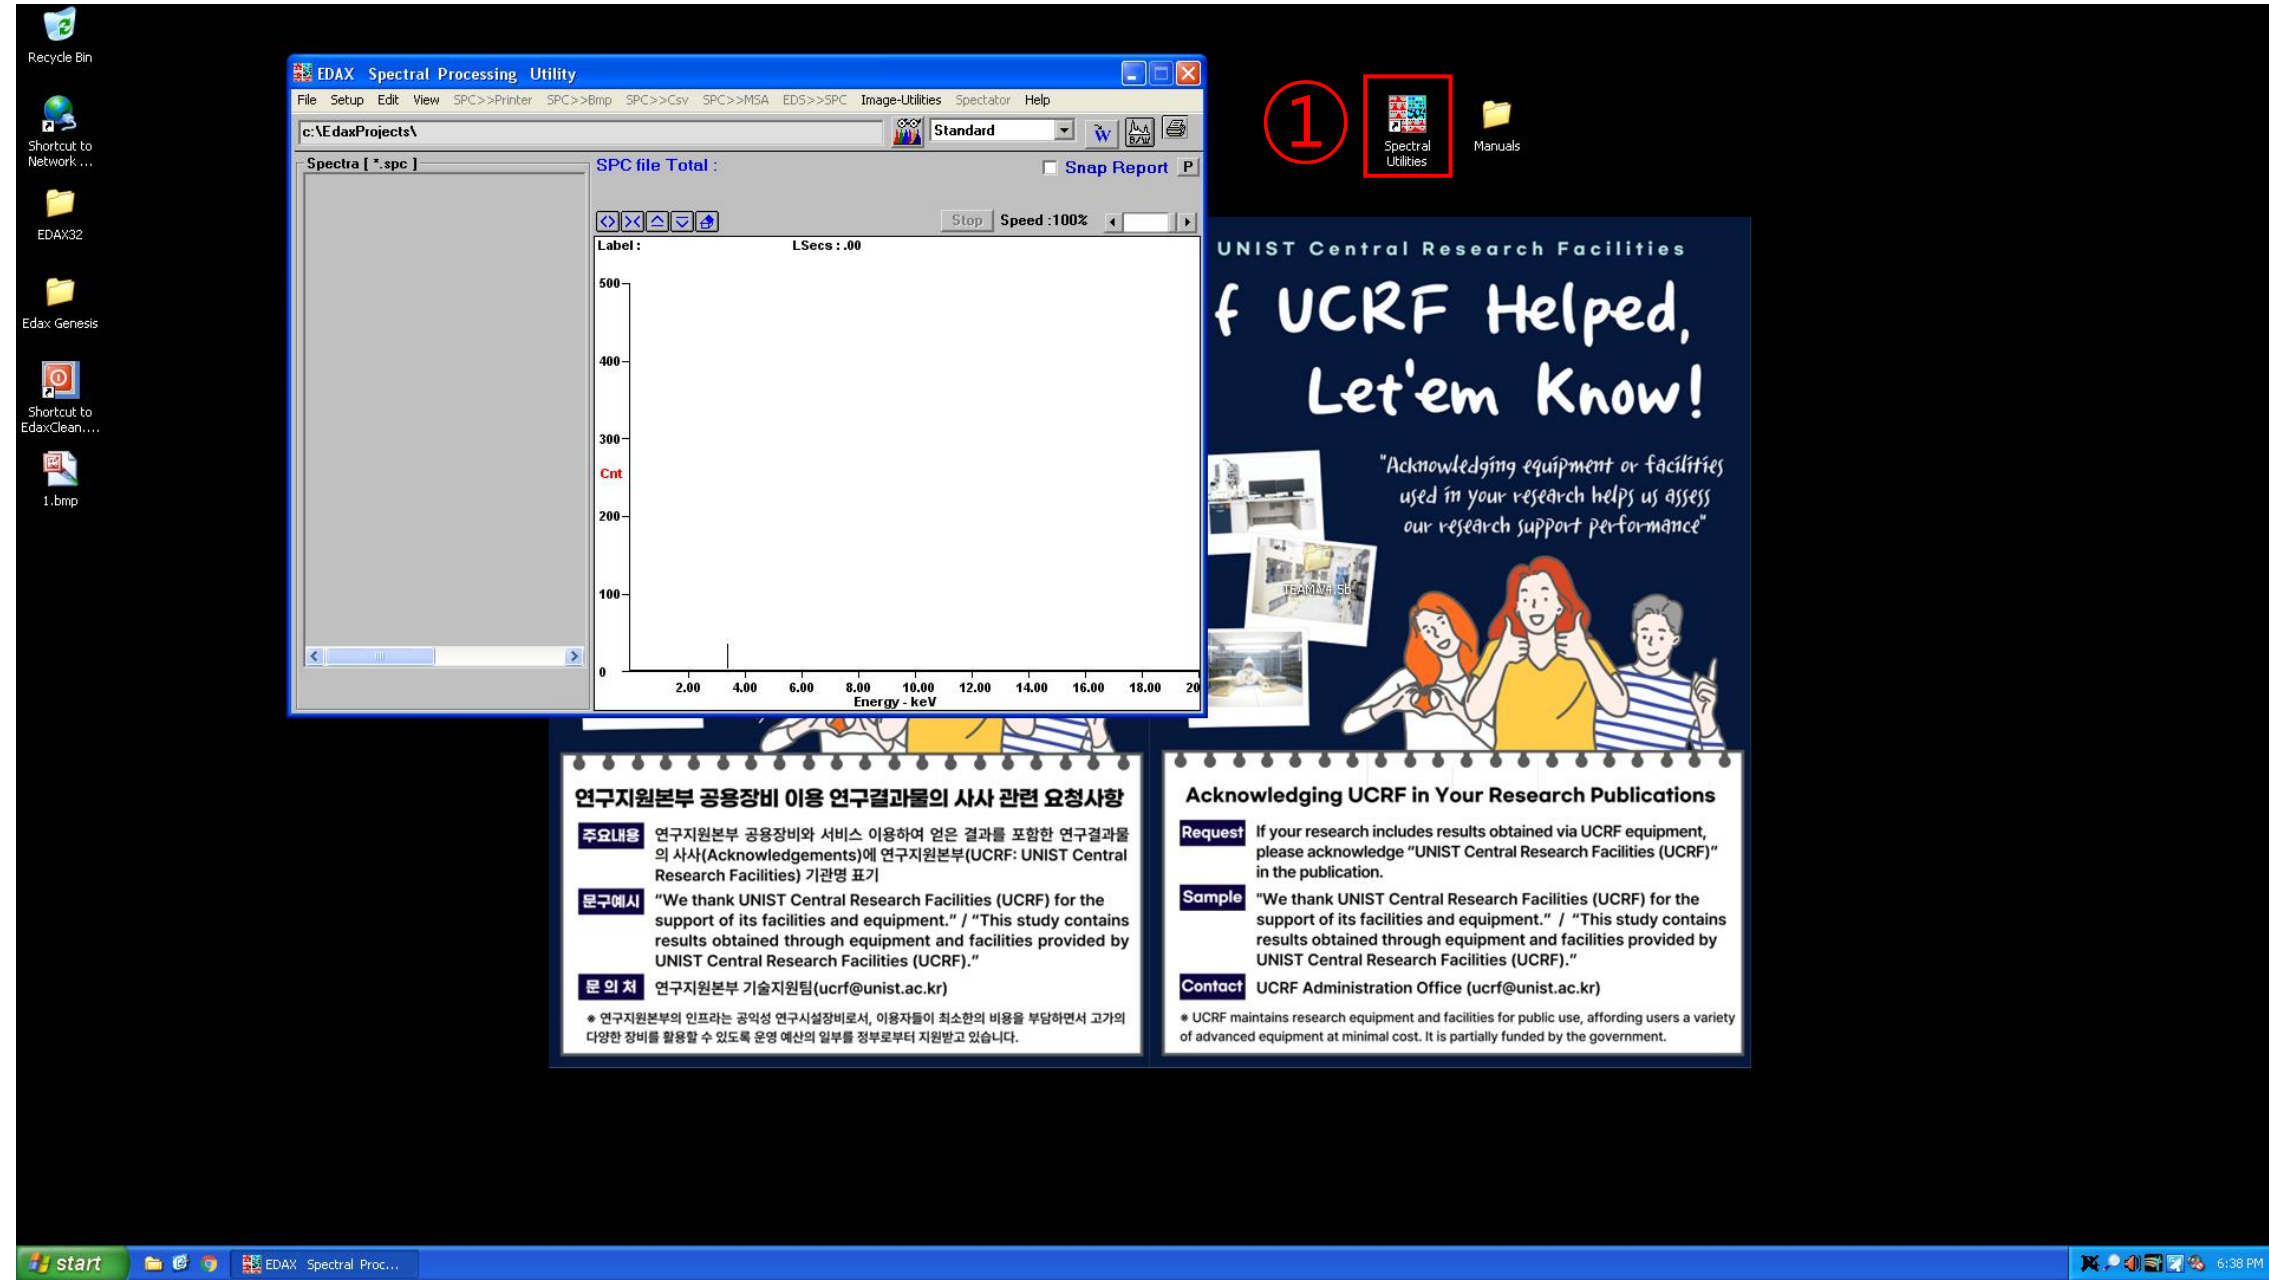 Recycle Bin
Shortcut to
Network ...
EDAX32
Edax Genesis
Shortcut to
EdaxClean....
1.bmp
EDAX Spectral Processing Utility
File Setup Edit View SPC>>Printer SPC>>Bmp SPC>>Csv SPC>>MSA EDS>>SPC Image-Utilities Spectator Help
c:\EdaxProjects\
Standard
W
B/W
Spectra [ *.spc ]
SPC file Total :
Snap Report P
Stop Speed :100%
Label : LSecs : .00
500
400
300
Cnt
200
100
0
2.00 4.00 6.00 8.00 10.00 12.00 14.00 16.00 18.00 20
Energy - keV
①
Spectral
Utilities
Manuals
UNIST Central Research Facilities
f UCRF Helped,
Let'em Know!
"Acknowledging equipment or facilities
used in your research helps us assess
our research support performance"
TEAM V4.5b
연구지원본부 공용장비 이용 연구결과물의 사사 관련 요청사항
주요내용 연구지원본부 공용장비와 서비스 이용하여 얻은 결과를 포함한 연구결과물
의 사사(Acknowledgements)에 연구지원본부(UCRF: UNIST Central
Research Facilities) 기관명 표기
문구예시 “We thank UNIST Central Research Facilities (UCRF) for the
support of its facilities and equipment.” / “This study contains
results obtained through equipment and facilities provided by
UNIST Central Research Facilities (UCRF).”
문 의 처 연구지원본부 기술지원팀(ucrf@unist.ac.kr)
※ 연구지원본부의 인프라는 공익성 연구시설장비로서, 이용자들이 최소한의 비용을 부담하면서 고가의
다양한 장비를 활용할 수 있도록 운영 예산의 일부를 정부로부터 지원받고 있습니다.
Acknowledging UCRF in Your Research Publications
Request If your research includes results obtained via UCRF equipment,
please acknowledge “UNIST Central Research Facilities (UCRF)”
in the publication.
Sample "We thank UNIST Central Research Facilities (UCRF) for the
support of its facilities and equipment.” / “This study contains
results obtained through equipment and facilities provided by
UNIST Central Research Facilities (UCRF).”
Contact UCRF Administration Office (ucrf@unist.ac.kr)
※ UCRF maintains research equipment and facilities for public use, affording users a variety
of advanced equipment at minimal cost. It is partially funded by the government.
start
EDAX Spectral Proc...
6:38 PM